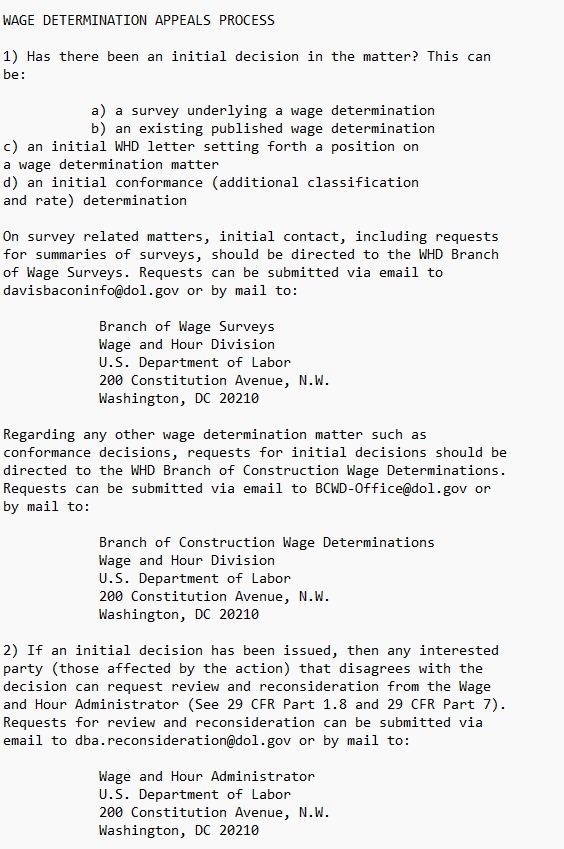 WAGE DETERMINATION APPEALS PROCESS
1) Has there been an initial decision in the matter? This can
be:
a) a survey underlying a wage determination
b) an existing published wage determination
c) an initial WHD letter setting forth a position on
a wage determination matter
d) an initial conformance (additional classification
and rate) determination
On survey related matters, initial contact, including requests
for summaries of surveys, should be directed to the WHD Branch
of Wage Surveys. Requests can be submitted via email to
davisbaconinfo@dol.gov or by mail to:
Branch of Wage Surveys
Wage and Hour Division
U.S. Department of Labor
200 Constitution Avenue, N.W.
Washington, DC 20210
Regarding any other wage determination matter such as
conformance decisions, requests for initial decisions should be
directed to the WHD Branch of Construction Wage Determinations.
Requests can be submitted via email to BCWD-Office@dol.gov or
by mail to:
Branch of Construction Wage Determinations
Wage and Hour Division
U.S. Department of Labor
200 Constitution Avenue, N.W.
Washington, DC 20210
2) If an initial decision has been issued, then any interested
party (those affected by the action) that disagrees with the
decision can request review and reconsideration from the Wage
and Hour Administrator (See 29 CFR Part 1.8 and 29 CFR Part 7).
Requests for review and reconsideration can be submitted via
email to dba.reconsideration@dol.gov or by mail to:
Wage and Hour Administrator
U.S. Department of Labor
200 Constitution Avenue, N.W.
Washington, DC 20210